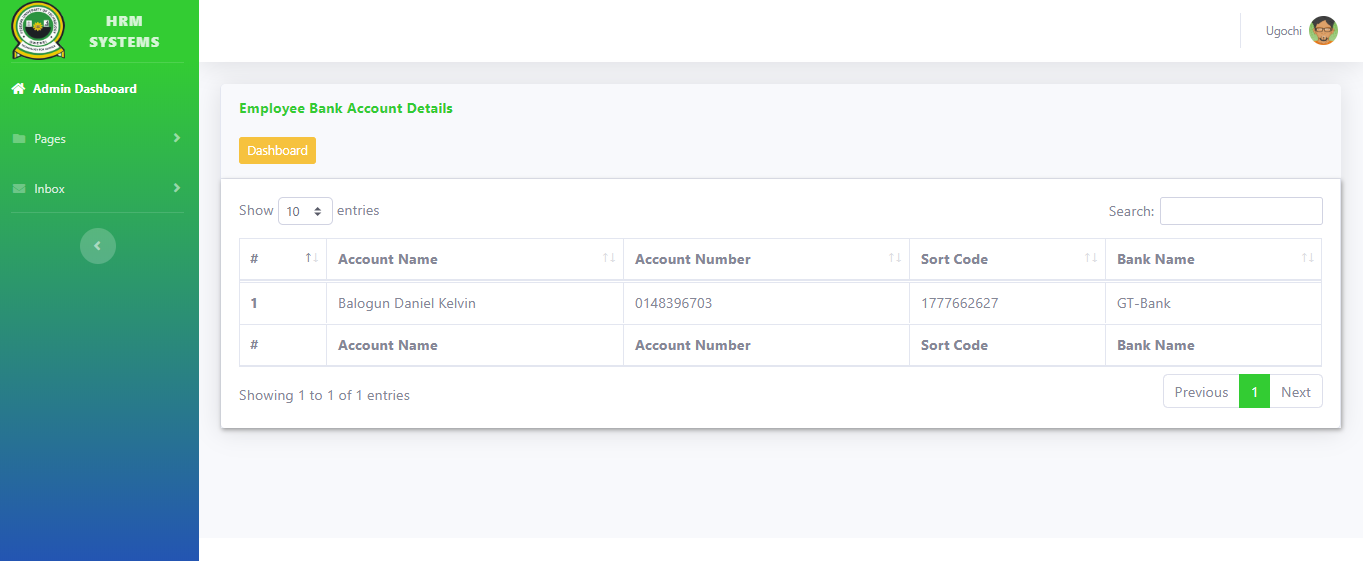 HRM
SYSTEMS
Ugochi
Admin Dashboard
Pages
Inbox
Employee Bank Account Details
Dashboard
Show 10 entries
Search:
# Account Name Account Number Sort Code Bank Name
1 Balogun Daniel Kelvin 0148396703 1777662627 GT-Bank
# Account Name Account Number Sort Code Bank Name
Showing 1 to 1 of 1 entries
Previous 1 Next